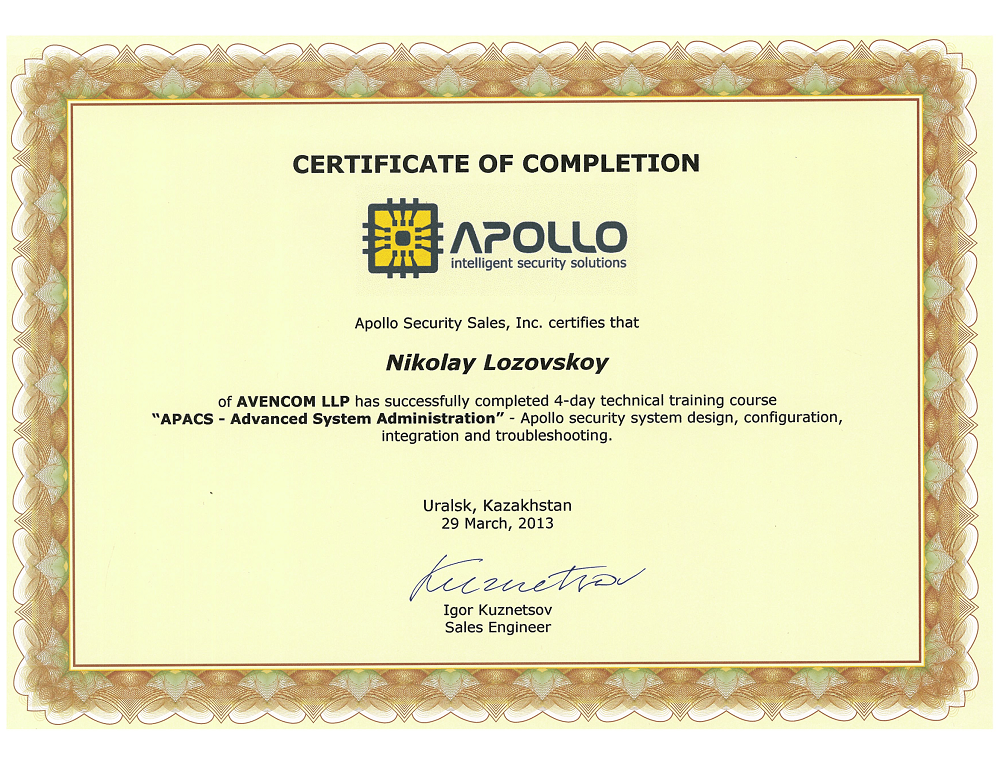 CERTIFICATE OF COMPLETION
APOLLO
intelligent security solutions
Apollo Security Sales, Inc. certifies that
Nikolay Lozovskoy
of AVENCOM LLP has successfully completed 4-day technical training course
“APACS - Advanced System Administration” - Apollo security system design, configuration,
integration and troubleshooting.
Uralsk, Kazakhstan
29 March, 2013
Kuznetsov
Igor Kuznetsov
Sales Engineer